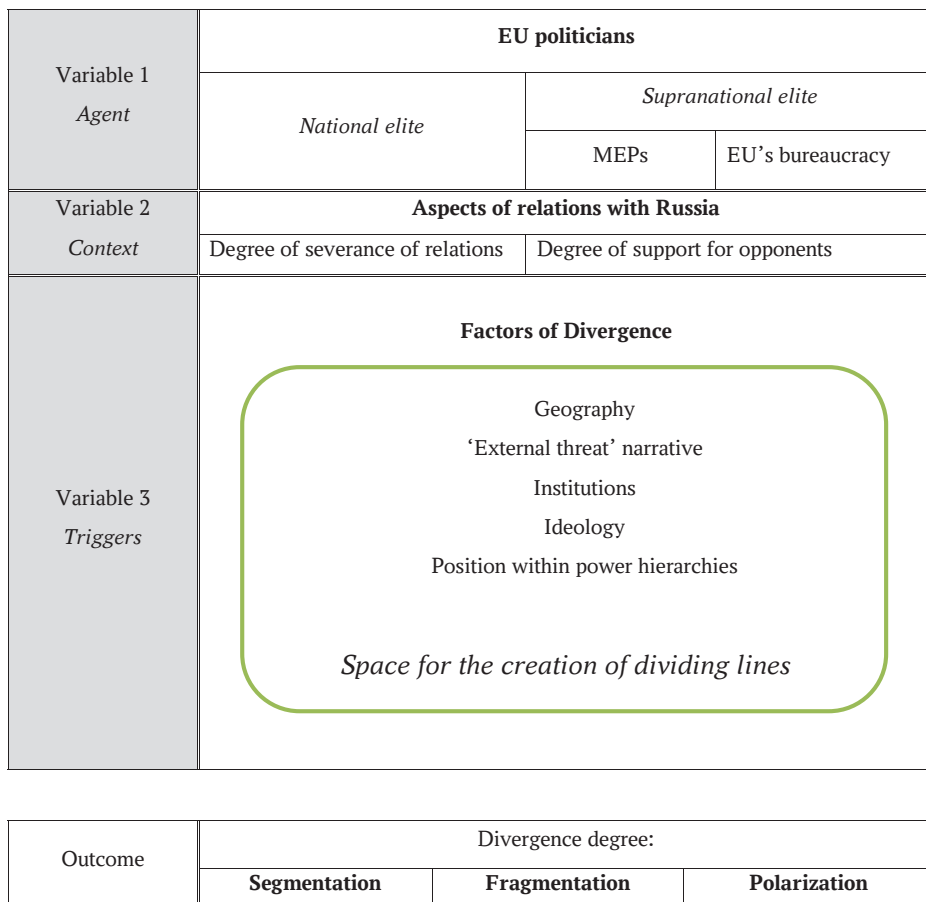 Variable 1
Agent
EU politicians
National elite
Supranational elite
MEPs
EU’s bureaucracy
Variable 2
Context
Aspects of relations with Russia
Degree of severance of relations
Degree of support for opponents
Variable 3
Triggers
Factors of Divergence
Geography
‘External threat’ narrative
Institutions
Ideology
Position within power hierarchies
Space for the creation of dividing lines
Outcome
Divergence degree:
Segmentation
Fragmentation
Polarization